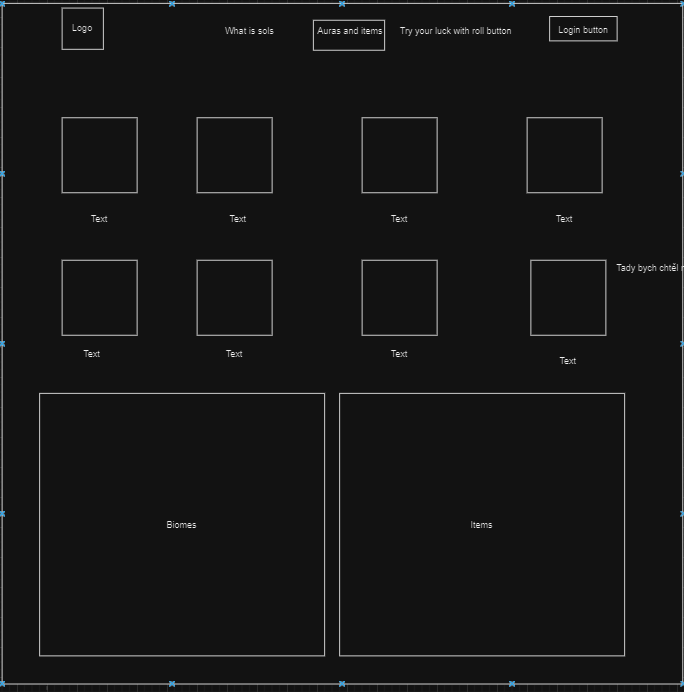 Logo
What is sols
Auras and items
Try your luck with roll button
Login button
Text
Text
Text
Text
Tady bych chtěl
Text
Text
Text
Text
Biomes
Items